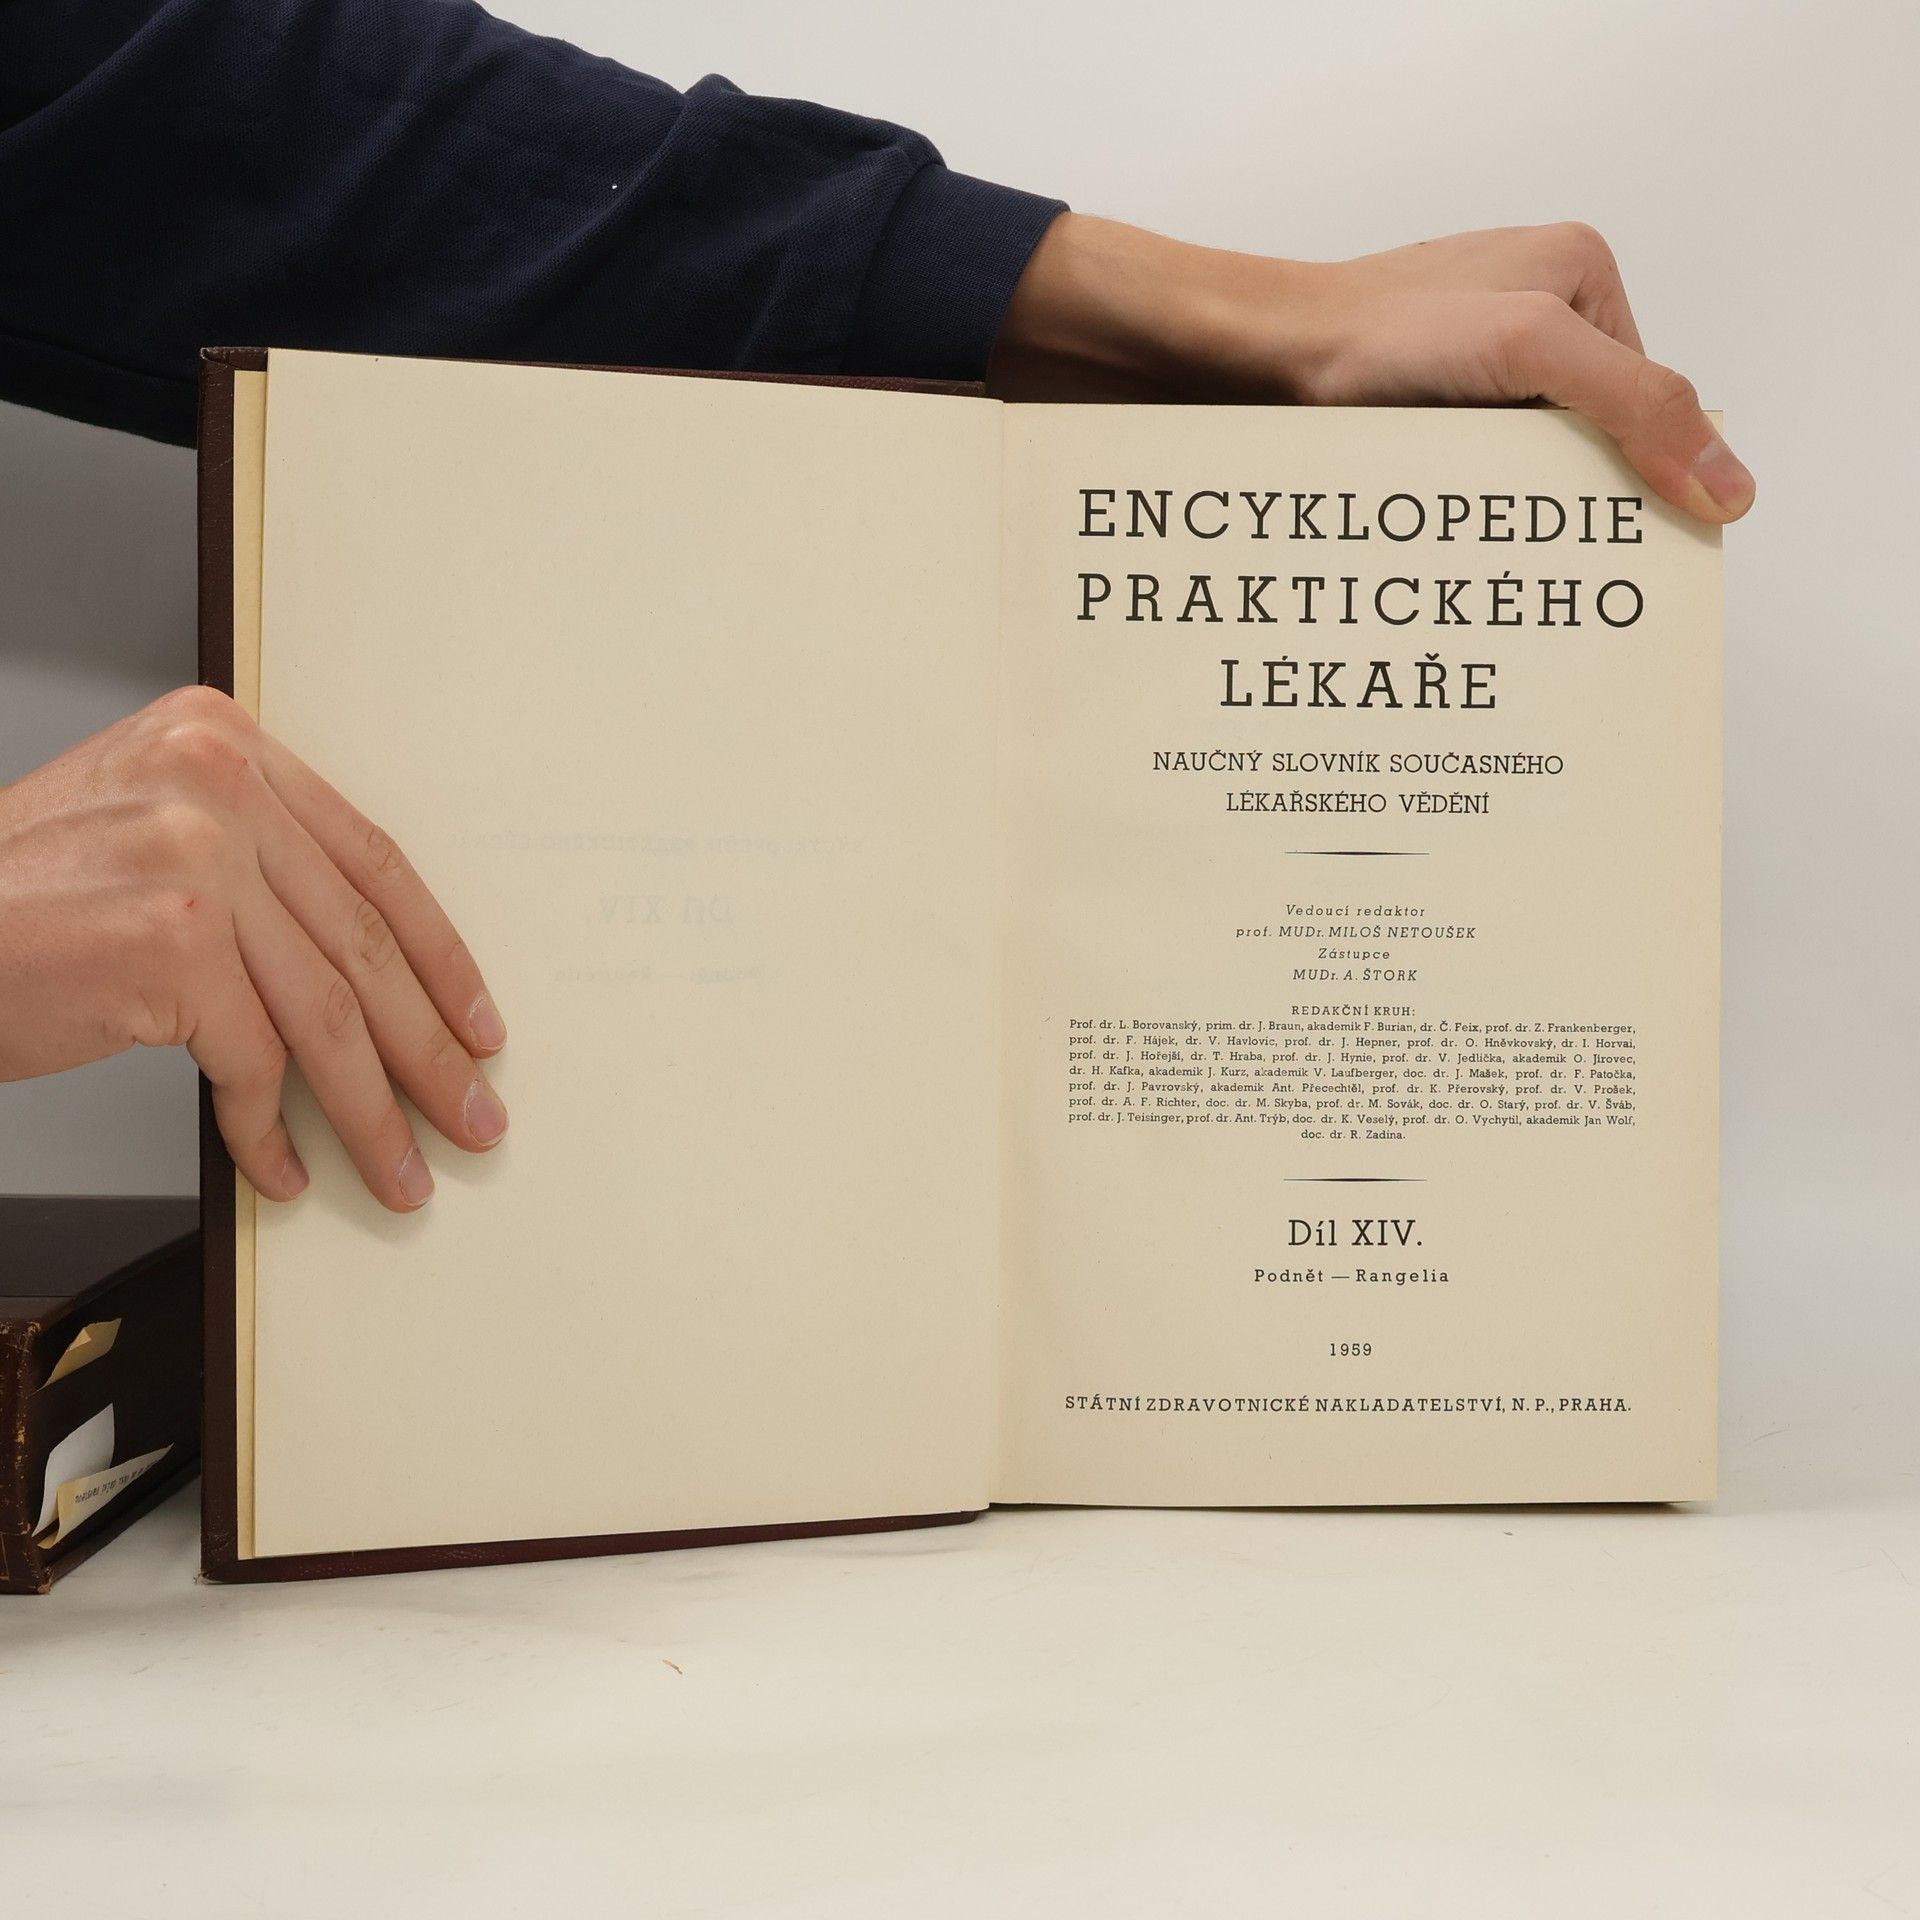 ENCYKLOPEDIE
PRAKTICKÉHO
LÉKAŘE
NAUČNÝ SLOVNÍK SOUČASNÉHO
LÉKAŘSKÉHO VĚDĚNÍ
Vedoucí redaktor
prof. MUDr. MILOŠ NETOUŠEK
Zástupce
MUDr. A. ŠTORK
REDAKČNÍ KRUH:
Prof. dr. L. Borovanský, prim. dr. J. Braun, akademik F. Burian, dr. Č. Feix, prof. dr. Z. Frankenberger,
prof. dr. F. Hájek, dr. V. Havlovic, prof. dr. J. Hepner, prof. dr. O. Hněvkovský, dr. I. Horvai,
prof. dr. J. Hořejší, dr. T. Hraba, prof. dr. J. Hynie, prof. dr. V. Jedlička, akademik O. Jírovec,
dr. H. Kafka, akademik J. Kurz, akademik V. Laufberger, doc. dr. J. Mašek, prof. dr. F. Patočka,
prof. dr. J. Pavrovský, akademik Ant. Přecechtěl, prof. dr. K. Přerovský, prof. dr. V. Prošek,
prof. dr. A. F. Richter, doc. dr. M. Skyba, prof. dr. M. Sovák, doc. dr. O. Starý, prof. dr. V. Šváb,
prof. dr. J. Teisinger, prof. dr. Ant. Trýb, doc. dr. K. Veselý, prof. dr. O. Vychytil, akademik Jan Wolf,
doc. dr. R. Zadina.
Díl XIV.
Podnět — Rangelia
1959
STÁTNÍ ZDRAVOTNICKÉ NAKLADATELSTVÍ, N. P., PRAHA.